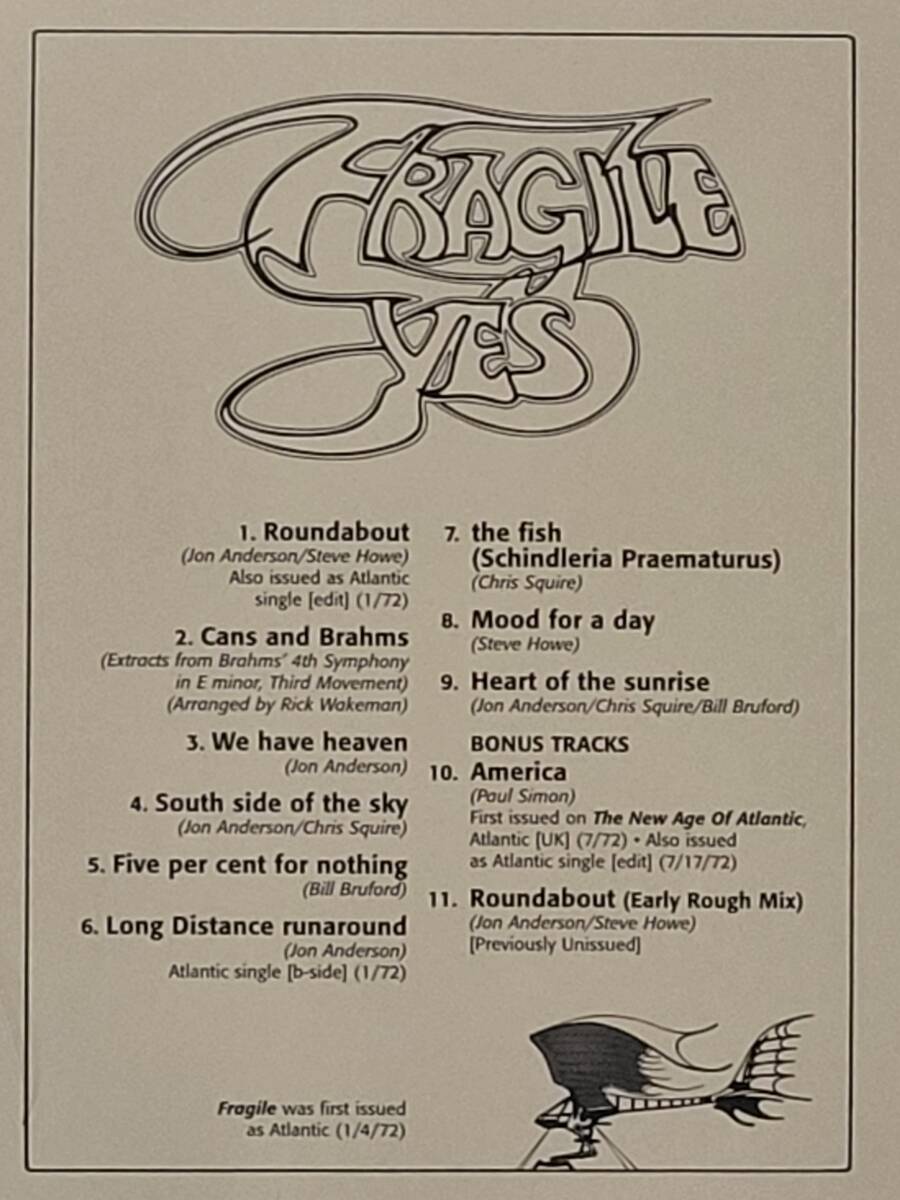 FRAGILE
YES
1. Roundabout
(Jon Anderson/Steve Howe)
Also issued as Atlantic
single [edit] (1/72)
2. Cans and Brahms
(Extracts from Brahms' 4th Symphony
in E minor, Third Movement)
(Arranged by Rick Wakeman)
3. We have heaven
(Jon Anderson)
4. South side of the sky
(Jon Anderson/Chris Squire)
5. Five per cent for nothing
(Bill Bruford)
6. Long Distance runaround
(Jon Anderson)
Atlantic single [b-side] (1/72)
7. the fish
(Schindleria Praematurus)
(Chris Squire)
8. Mood for a day
(Steve Howe)
9. Heart of the sunrise
(Jon Anderson/Chris Squire/Bill Bruford)
BONUS TRACKS
10. America
(Paul Simon)
First issued on The New Age Of Atlantic,
Atlantic [UK] (7/72) • Also issued
as Atlantic single [edit] (7/17/72)
11. Roundabout (Early Rough Mix)
(Jon Anderson/Steve Howe)
[Previously Unissued]
Fragile was first issued
as Atlantic (1/4/72)